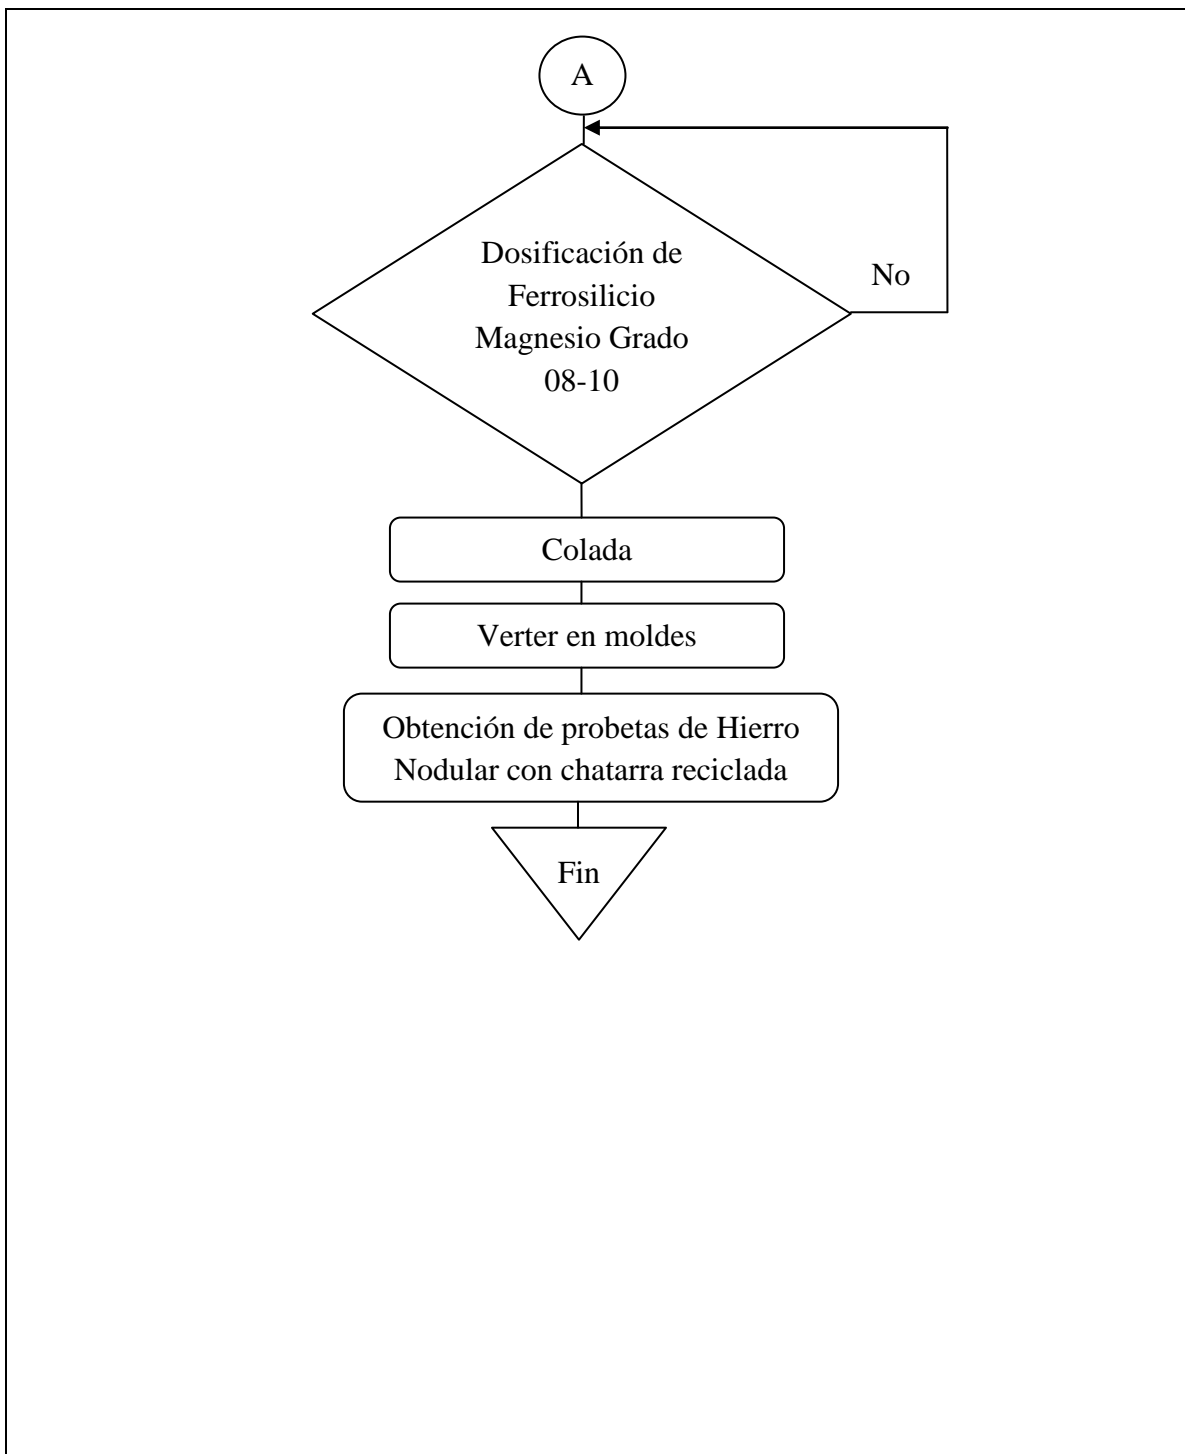 A
Dosificación de
Ferrosilicio
Magnesio Grado
08-10
No
Colada
Verter en moldes
Obtención de probetas de Hierro
Nodular con chatarra reciclada
Fin